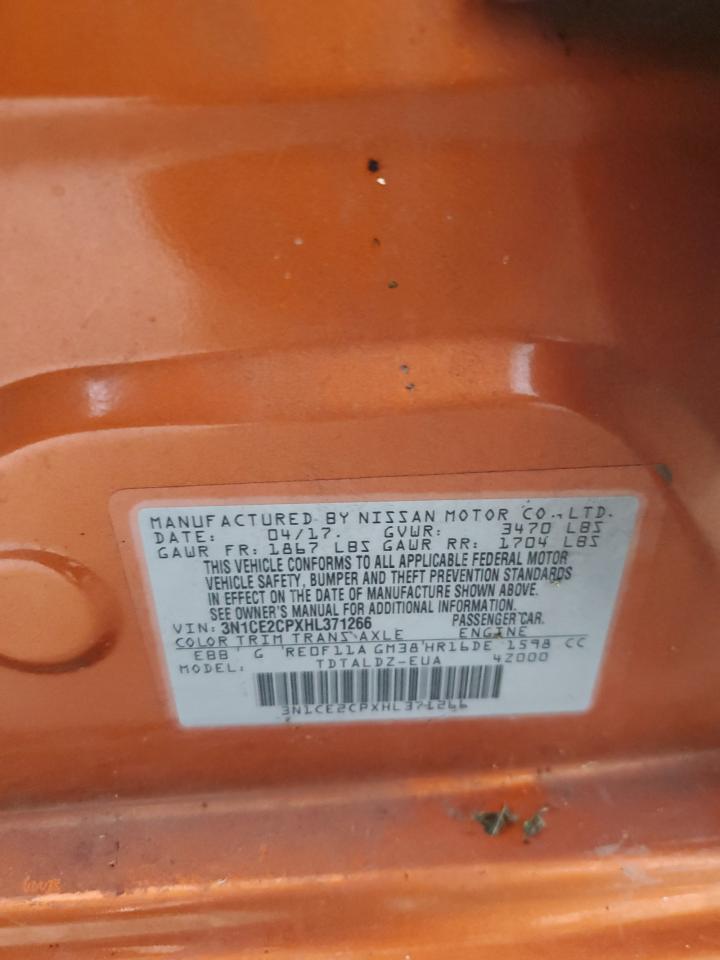 MANUFACTURED BY NISSAN MOTOR CO., LTD.
DATE: 04/17. GVWR: 3470 LBS
GAWR FR: 1867 LBS GAWR RR: 1704 LBS
THIS VEHICLE CONFORMS TO ALL APPLICABLE FEDERAL MOTOR
VEHICLE SAFETY, BUMPER AND THEFT PREVENTION STANDARDS
IN EFFECT ON THE DATE OF MANUFACTURE SHOWN ABOVE.
SEE OWNER'S MANUAL FOR ADDITIONAL INFORMATION.
VIN: 3N1CE2CPXHL371266 PASSENGER CAR.
COLOR TRIM TRANS AXLE ENGINE
EBB G RE0F11A GM38 HR16DE 1598 CC
MODEL: TDTALDZ-EUA 4Z000
3N1CE2CPXHL371266